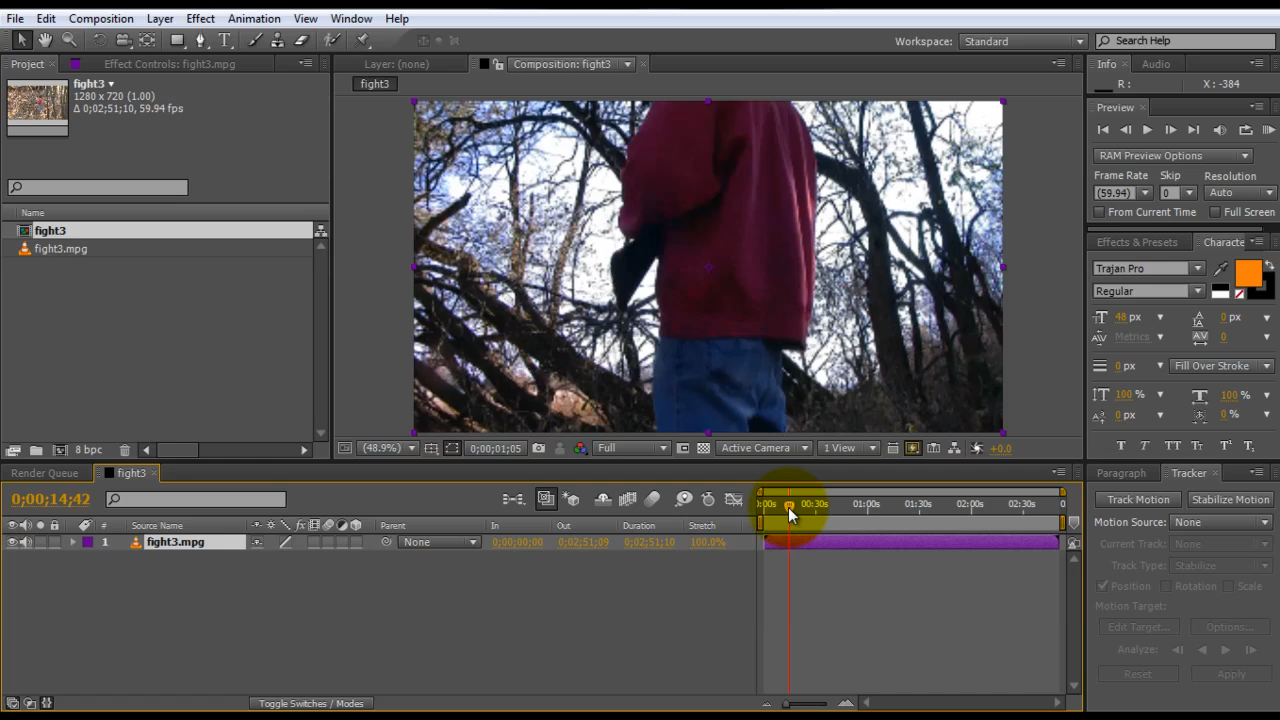 File Edit Composition Layer Effect Animation View Window Help
Workspace: Standard Search Help
Project Effect Controls: fight3.mpg Layer: (none) Composition: fight3 Info Audio
fight3
1280 x 720 (1.00)
Δ 0;02;51;10, 59.94 fps
fight3
R : X : -384
Preview
RAM Preview Options
Frame Rate Skip Resolution
(59.94) 0 Auto
From Current Time Full Screen
Name
fight3
fight3.mpg
Effects & Presets Characte
Trajan Pro
Regular
48 px 0 px
Metrics 0
0 px Fill Over Stroke
100 % 100 %
0 px 0 %
T T TT Tr T¹ T₁
8 bpc
(48.9%) 0;00;01;05 Full Active Camera 1 View +0.0
Render Queue fight3
Paragraph Tracker
0;00;14;42
:00s 00:30s 01:00s 01:30s 02:00s 02:30s 0
Track Motion Stabilize Motion
Source Name Parent In Out Duration Stretch
Motion Source: None
1 fight3.mpg None 0;00;00;00 0;02;51;09 0;02;51;10 100.0%
Current Track: None
Track Type: Stabilize
Position Rotation Scale
Motion Target:
Edit Target... Options...
Analyze:
Reset Apply
Toggle Switches / Modes